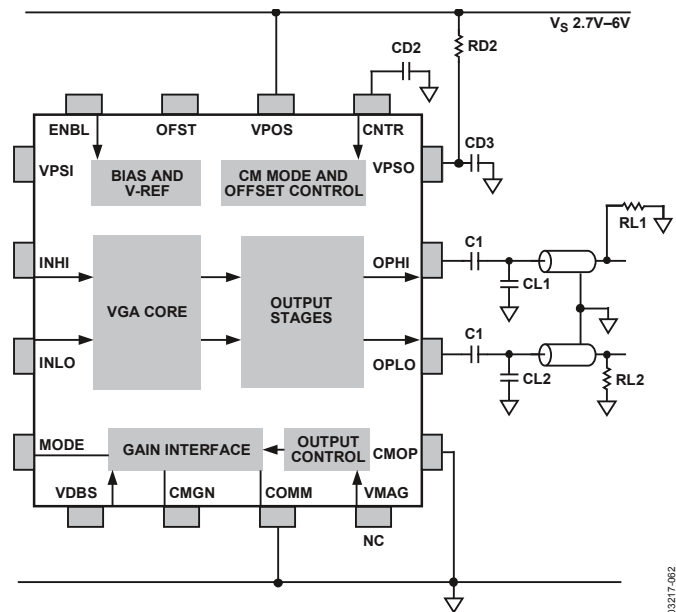 V_S 2.7V–6V
RD2
CD2
CD3
ENBL
OFST
VPOS
CNTR
VPSI
BIAS AND
V-REF
CM MODE AND
OFFSET CONTROL
VPSO
RL1
INHI
VGA CORE
OUTPUT
STAGES
OPHI
C1
CL1
INLO
OPLO
C1
CL2
RL2
MODE
GAIN INTERFACE
OUTPUT
CONTROL
CMOP
VDBS
CMGN
COMM
VMAG
NC
03217-062